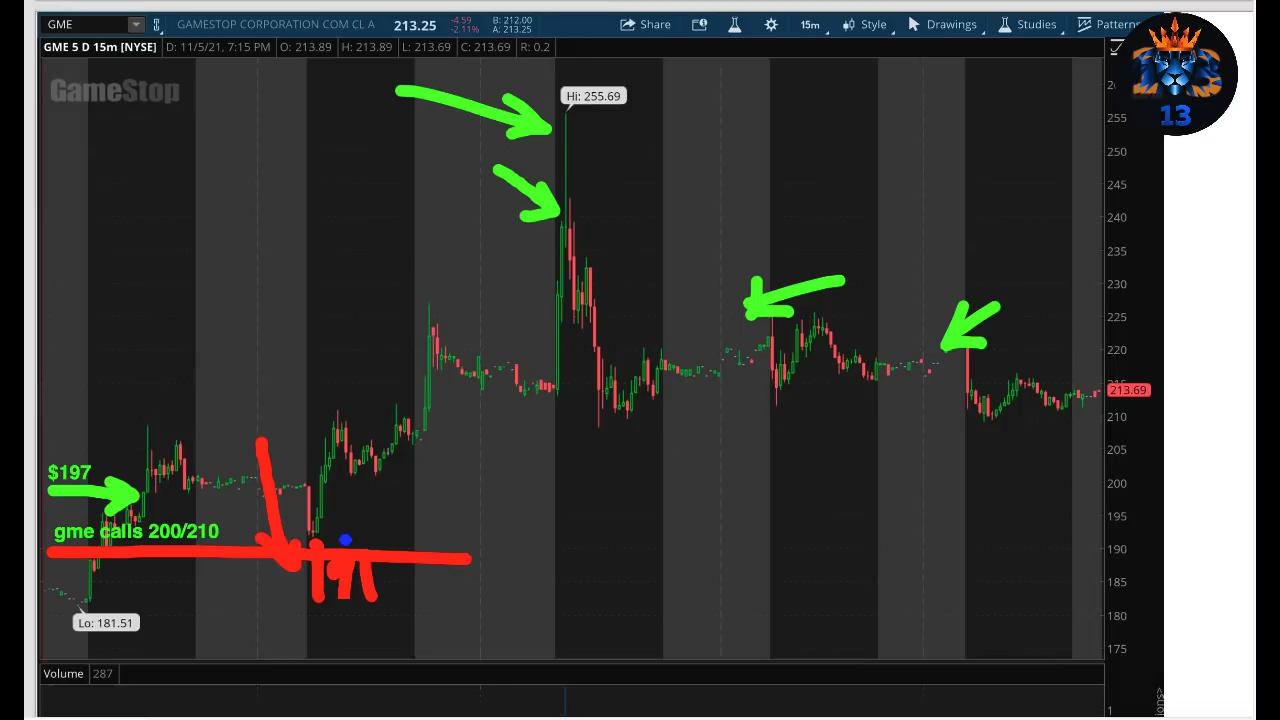 GME
GAMESTOP CORPORATION COM CL A
213.25
-4.59
-2.11%
B: 212.00
A: 213.25
Share
15m
Style
Drawings
Studies
Patterns
GME 5 D 15m [NYSE]
D: 11/5/21, 7:15 PM
O: 213.89
H: 213.89
L: 213.69
C: 213.69
R: 0.2
GameStop
13
Hi: 255.69
255
250
245
240
235
230
225
220
215
213.69
210
205
200
195
190
185
180
175
$197
gme calls 200/210
Lo: 181.51
Volume
287
1
ions>